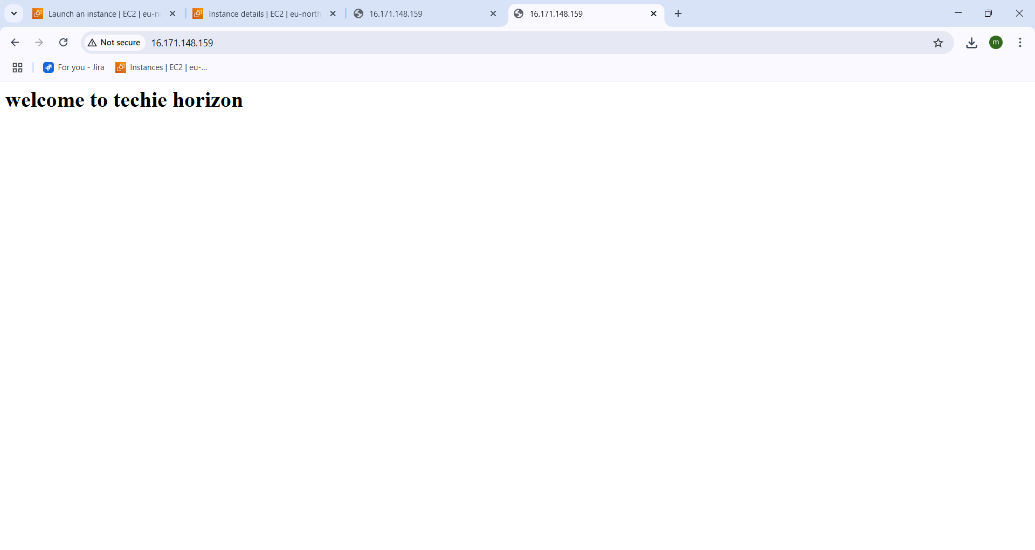 Launch an instance | EC2 | eu-n
Instance details | EC2 | eu-north
16.171.148.159
16.171.148.159
Not secure
16.171.148.159
m
For you - Jira
Instances | EC2 | eu-...
welcome to techie horizon